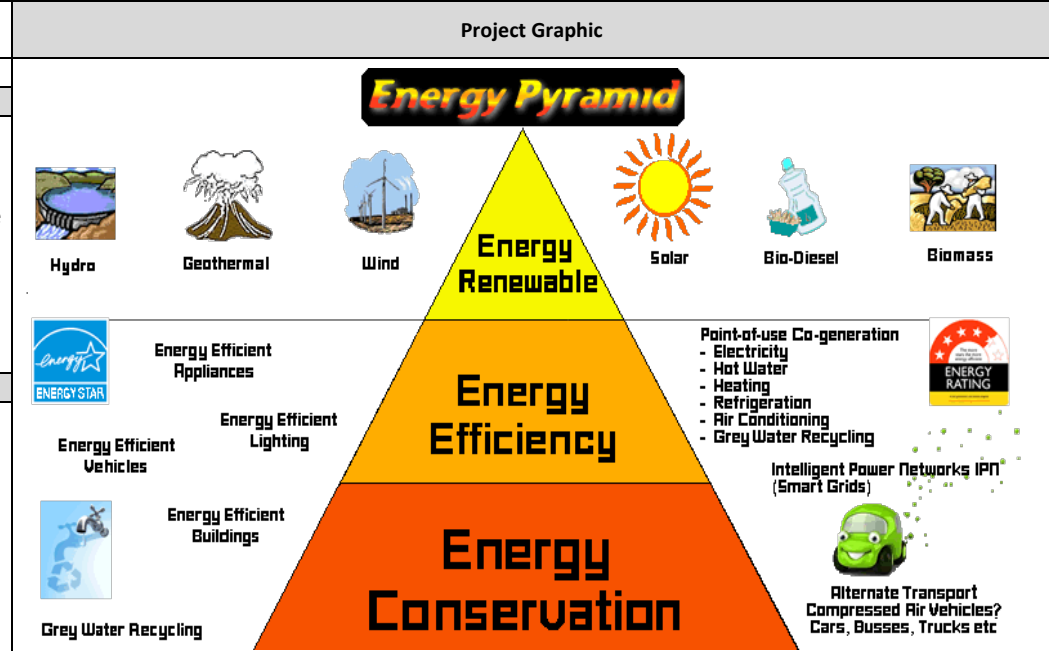 Project Graphic
Energy Pyramid
Hydro
Geothermal
Wind
Energy
Renewable
Solar
Bio-Diesel
Biomass
energy
ENERGY STAR
Energy Efficient
Appliances
Energy Efficient
Lighting
Energy Efficient
Vehicles
Energy Efficient
Buildings
Grey Water Recycling
Energy
Efficiency
Point-of-use Co-generation
- Electricity
- Hot Water
- Heating
- Refrigeration
- Air Conditioning
- Grey Water Recycling
ENERGY
RATING
Intelligent Power Networks IPN
(Smart Grids)
Energy
Conservation
Alternate Transport
Compressed Air Vehicles?
Cars, Busses, Trucks etc